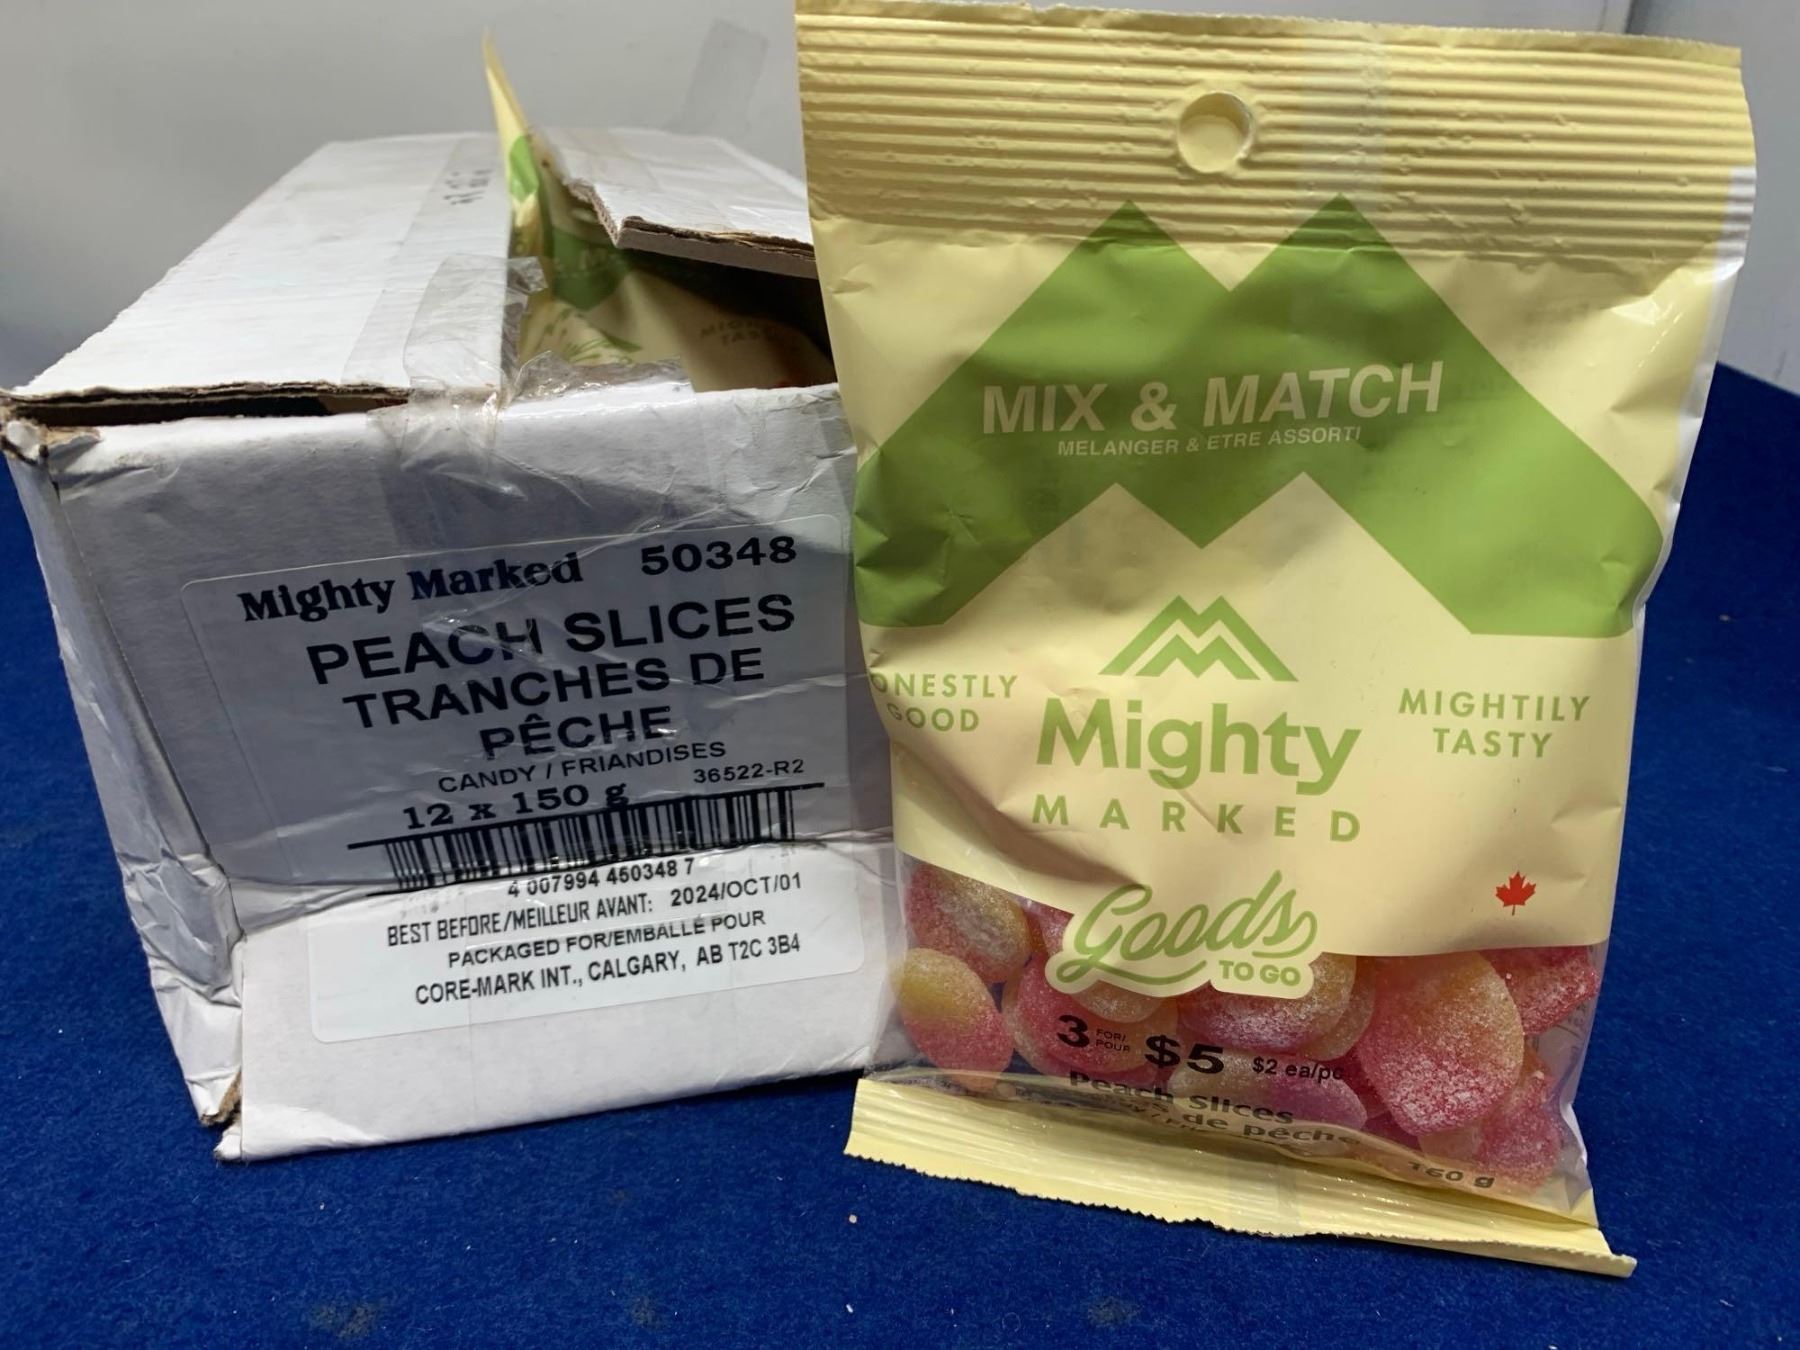 Mighty Marked 50348
PEACH SLICES
TRANCHES DE
PÊCHE
CANDY / FRIANDISES
36522-R2
12 x 150 g
4 007994 450348 7
BEST BEFORE/MEILLEUR AVANT: 2024/OCT/01
PACKAGED FOR/EMBALLÉ POUR
CORE-MARK INT., CALGARY, AB T2C 3B4
MIX & MATCH
MELANGER & ETRE ASSORTI
ONESTLY
GOOD
Mighty
MARKED
MIGHTILY
TASTY
Goods
TO GO
3 FOR/
POUR $5 $2 ea/pc
Peach Slices
de pêche
160 g